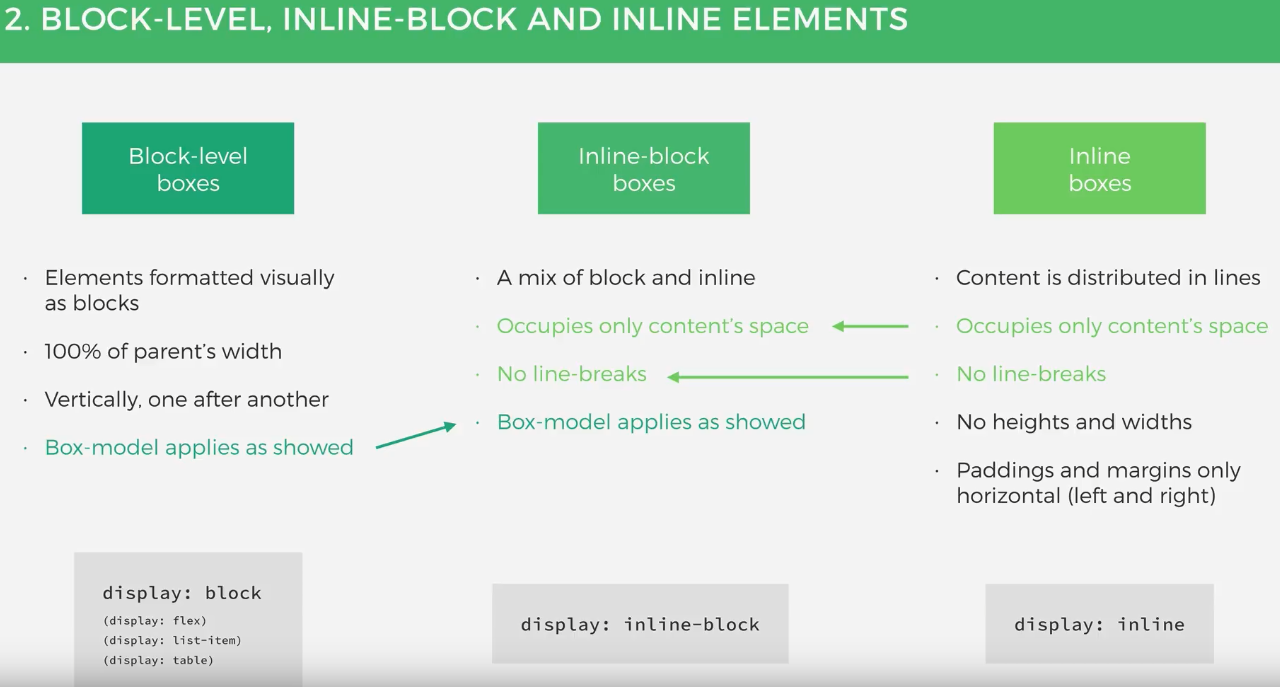 2. BLOCK-LEVEL, INLINE-BLOCK AND INLINE ELEMENTS
Block-level
boxes
· Elements formatted visually
as blocks
· 100% of parent's width
· Vertically, one after another
· Box-model applies as showed
display: block
(display: flex)
(display: list-item)
(display: table)
Inline-block
boxes
· A mix of block and inline
· Occupies only content's space
· No line-breaks
· Box-model applies as showed
display: inline-block
Inline
boxes
· Content is distributed in lines
· Occupies only content's space
· No line-breaks
· No heights and widths
· Paddings and margins only
horizontal (left and right)
display: inline